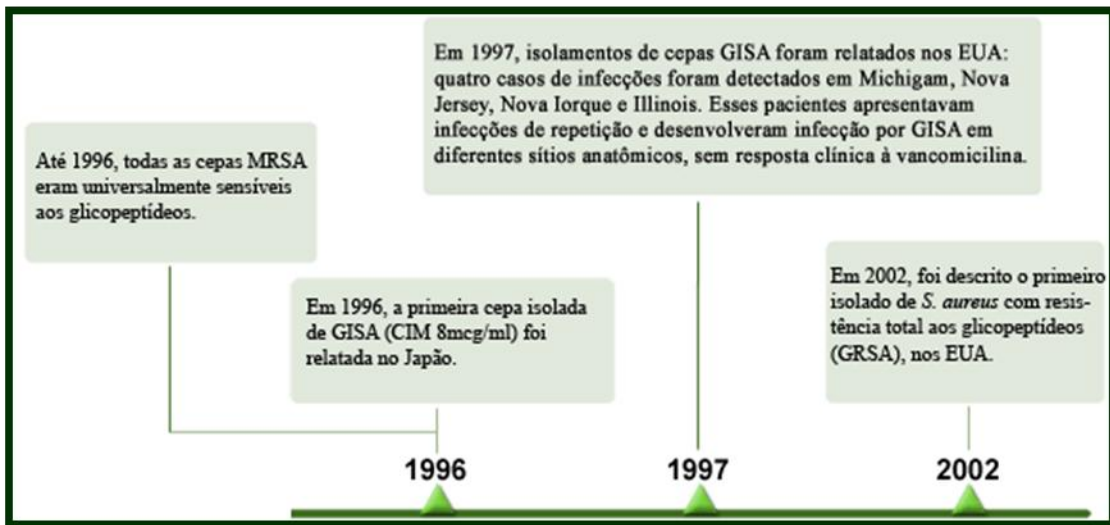 Em 1997, isolamentos de cepas GISA foram relatados nos EUA:
quatro casos de infecções foram detectados em Michigam, Nova
Jersey, Nova Iorque e Illinois. Esses pacientes apresentavam
infecções de repetição e desenvolveram infecção por GISA em
diferentes sítios anatômicos, sem resposta clínica à vancomicilina.
Até 1996, todas as cepas MRSA
eram universalmente sensíveis
aos glicopeptídeos.
Em 1996, a primeira cepa isolada
de GISA (CIM 8mcg/ml) foi
relatada no Japão.
Em 2002, foi descrito o primeiro
isolado de S. aureus com resis-
tência total aos glicopeptídeos
(GRSA), nos EUA.
1996
1997
2002